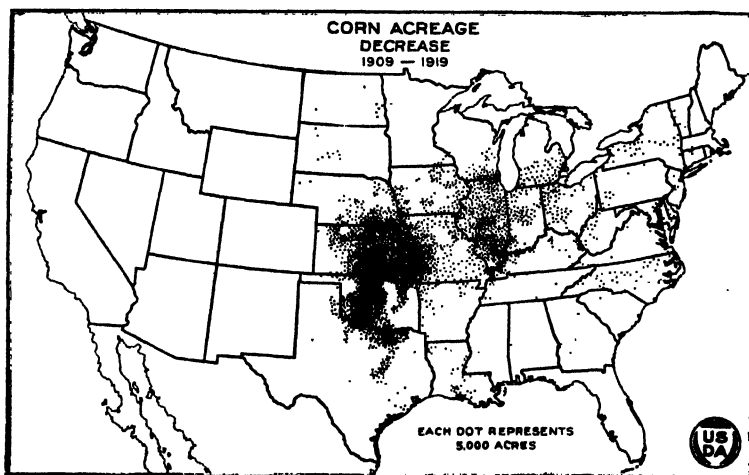 CORN ACREAGE
DECREASE
1909 — 1919
EACH DOT REPRESENTS
5,000 ACRES
US
DA